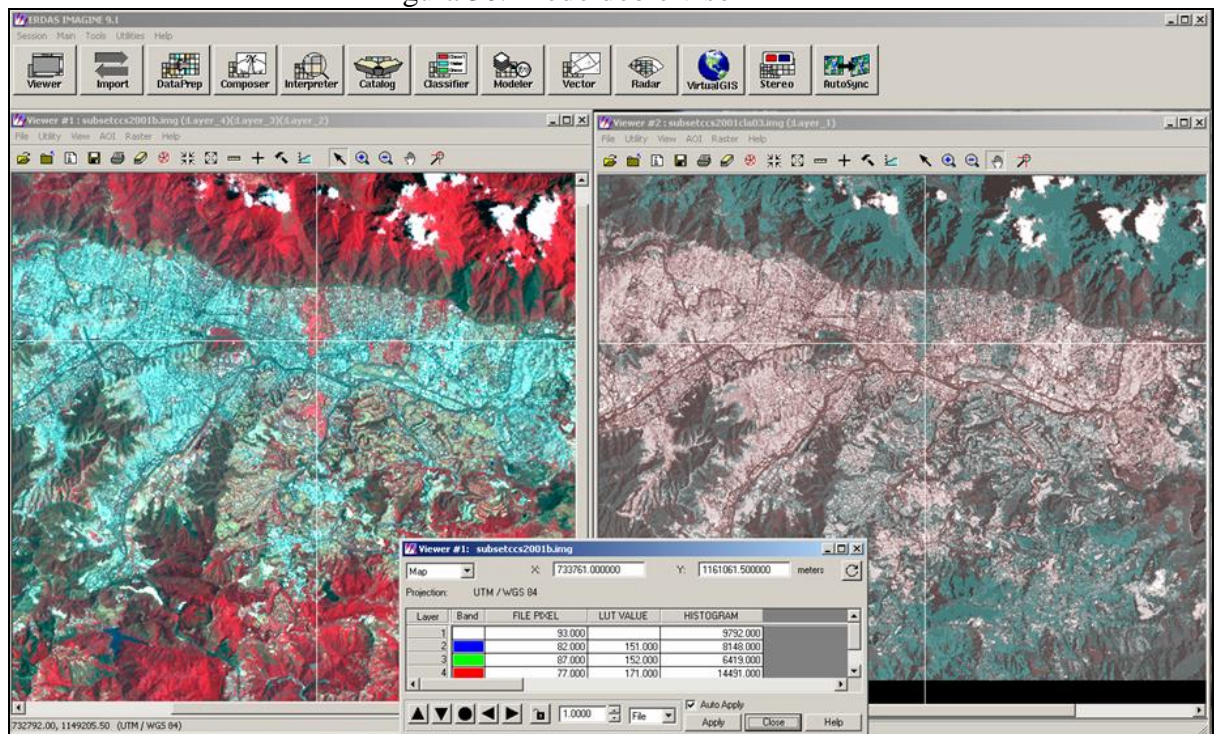 ERDAS IMAGINE 9.1
Session Main Tools Utilities Help
Viewer Import DataPrep Composer Interpreter Catalog Classifier Modeler Vector Radar VirtualGIS Stereo AutoSync
Viewer #1 : subsetccs2001b.img (:Layer_4)(:Layer_3)(:Layer_2)
File Utility View AOI Raster Help
Viewer #2 : subsetccs2001cla03.img (:Layer_1)
File Utility View AOI Raster Help
Viewer #1: subsetccs2001b.img
Map X: 733761.000000 Y: 1161061.500000 meters
Projection: UTM / WGS 84
Layer Band FILE PIXEL LUT VALUE HISTOGRAM
1 93.000 9792.000
2 82.000 151.000 8148.000
3 87.000 152.000 6419.000
4 77.000 171.000 14491.000
1.0000 File Auto Apply
Apply Close Help
732792.00, 1149205.50 (UTM / WGS 84)